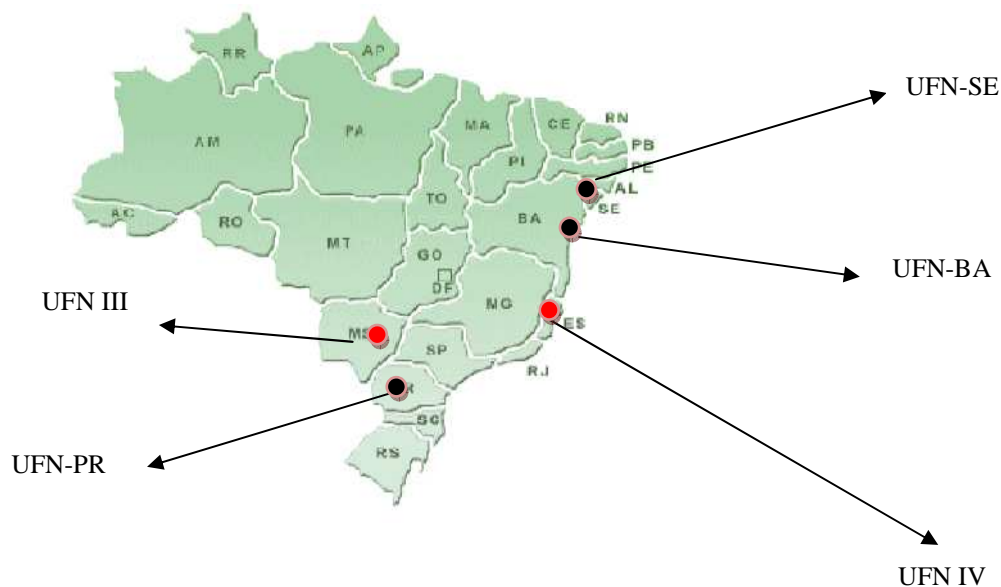 RR
AP
UFN-SE
AM
PA
MA
CE
RN
PB
PI
PE
AL
AC
RO
TO
BA
SE
MT
GO
DF
UFN-BA
UFN III
MG
ES
SP
RJ
SC
UFN-PR
RS
UFN IV